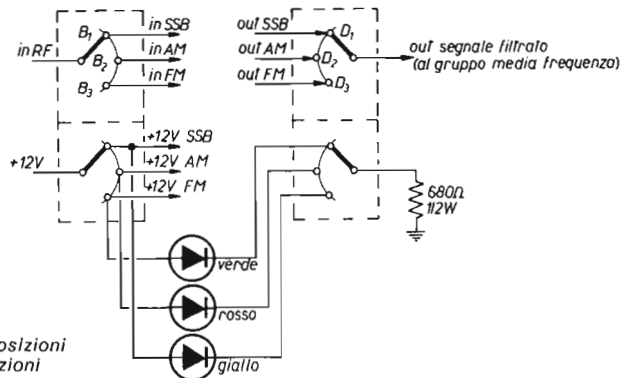 in RF
B1
B2
B3
in SSB
in AM
in FM
out SSB
out AM
out FM
D1
D2
D3
out segnale filtrato
(al gruppo media frequenza)
+12V
+12V SSB
+12V AM
+12V FM
680Ω
1/2W
verde
rosso
giallo
osizioni
zioni